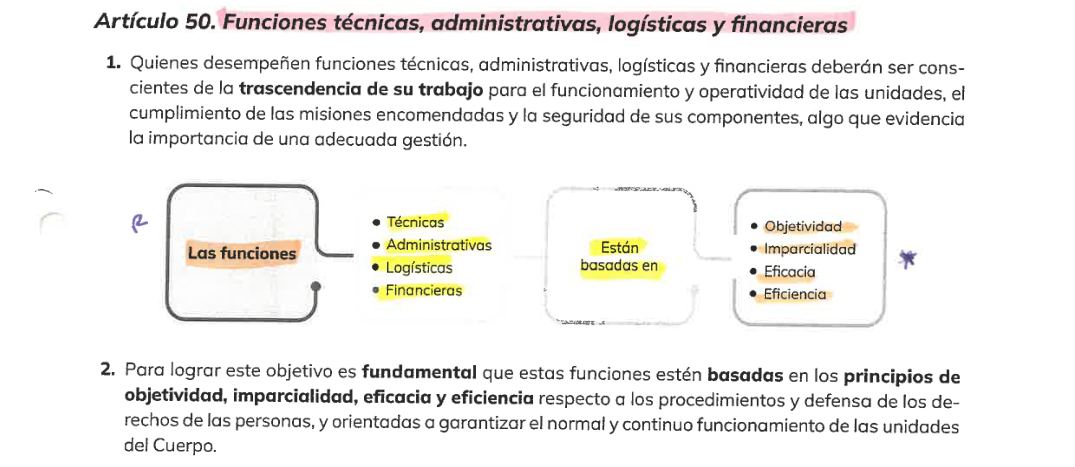 Artículo 50. Funciones técnicas, administrativas, logísticas y financieras
1. Quienes desempeñen funciones técnicas, administrativas, logísticas y financieras deberán ser cons-
cientes de la trascendencia de su trabajo para el funcionamiento y operatividad de las unidades, el
cumplimiento de las misiones encomendadas y la seguridad de sus componentes, algo que evidencia
la importancia de una adecuada gestión.
Las funciones
• Técnicas
• Administrativas
• Logísticas
• Financieras
Están
basadas en
• Objetividad
• Imparcialidad
• Eficacia
• Eficiencia
2. Para lograr este objetivo es fundamental que estas funciones estén basadas en los principios de
objetividad, imparcialidad, eficacia y eficiencia respecto a los procedimientos y defensa de los de-
rechos de las personas, y orientadas a garantizar el normal y continuo funcionamiento de las unidades
del Cuerpo.